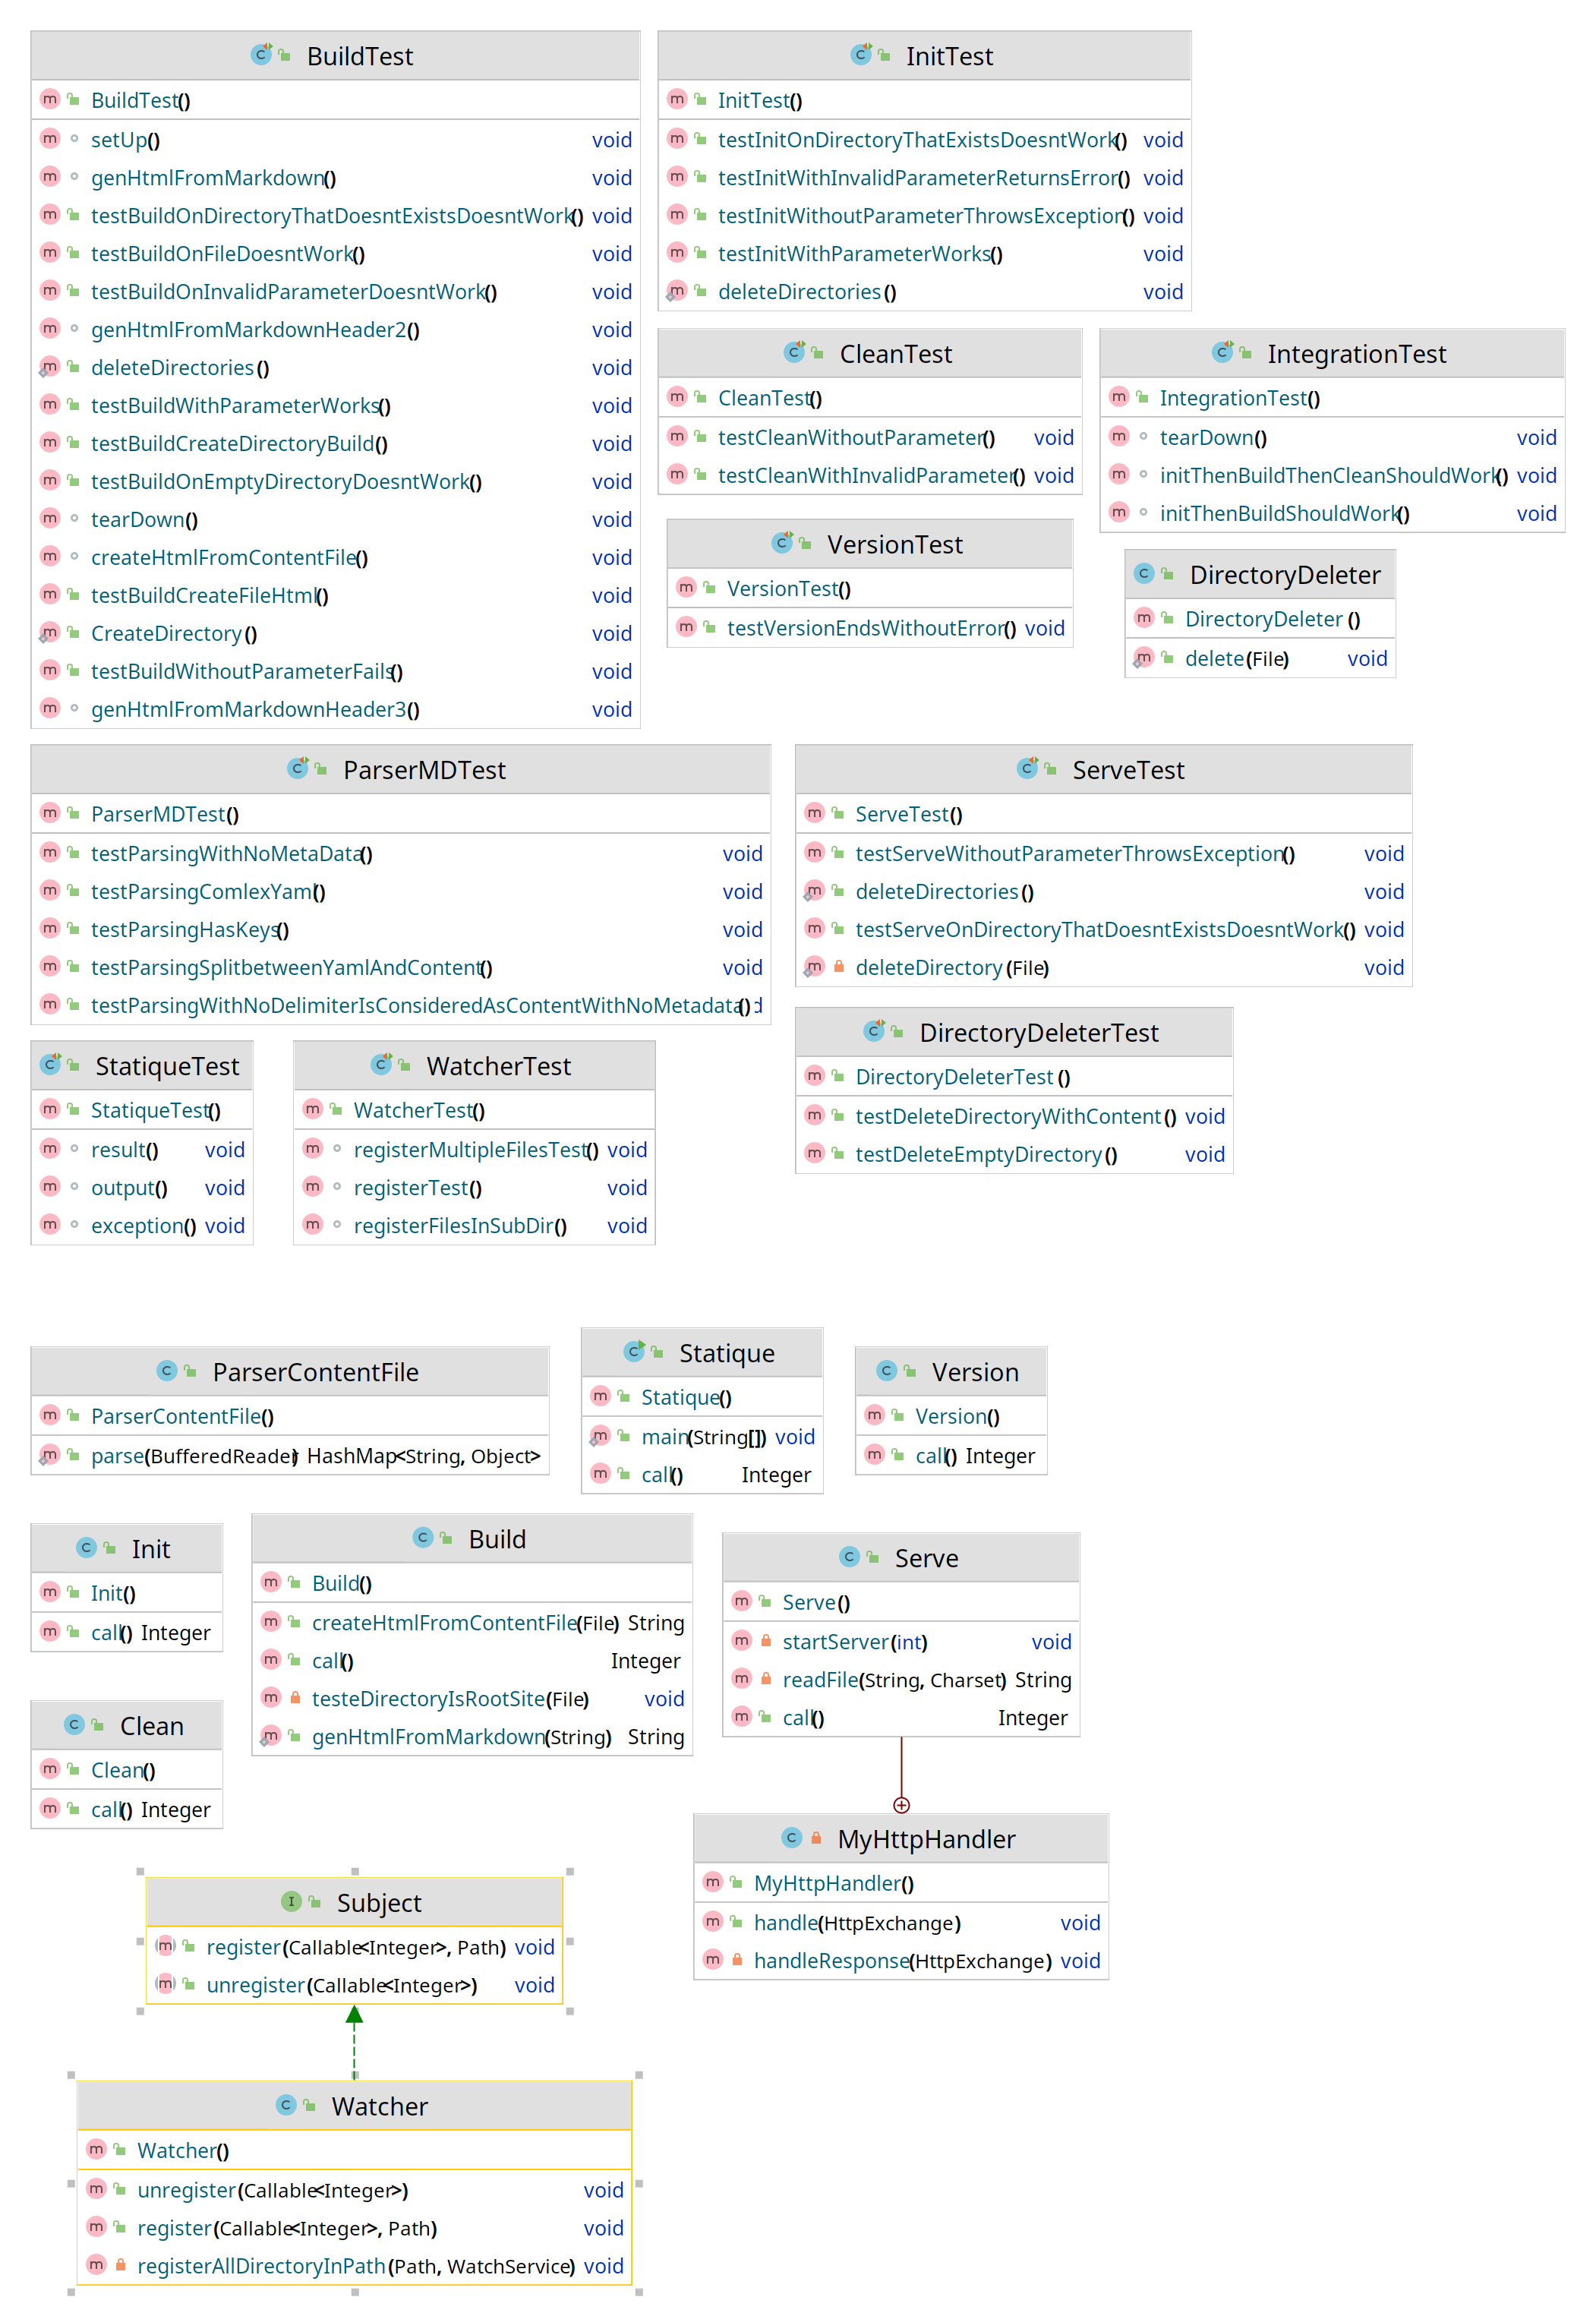 BuildTest
BuildTest()
setUp() void
genHtmlFromMarkdown() void
testBuildOnDirectoryThatDoesntExistsDoesntWork() void
testBuildOnFileDoesntWork() void
testBuildOnInvalidParameterDoesntWork() void
genHtmlFromMarkdownHeader2() void
deleteDirectories() void
testBuildWithParameterWorks() void
testBuildCreateDirectoryBuild() void
testBuildOnEmptyDirectoryDoesntWork() void
tearDown() void
createHtmlFromContentFile() void
testBuildCreateFileHtml() void
CreateDirectory() void
testBuildWithoutParameterFails() void
genHtmlFromMarkdownHeader3() void
InitTest
InitTest()
testInitOnDirectoryThatExistsDoesntWork() void
testInitWithInvalidParameterReturnsError() void
testInitWithoutParameterThrowsException() void
testInitWithParameterWorks() void
deleteDirectories() void
CleanTest
CleanTest()
testCleanWithoutParameter() void
testCleanWithInvalidParameter() void
IntegrationTest
IntegrationTest()
tearDown() void
initThenBuildThenCleanShouldWork() void
initThenBuildShouldWork() void
VersionTest
VersionTest()
testVersionEndsWithoutError() void
DirectoryDeleter
DirectoryDeleter()
delete(File) void
ParserMDTest
ParserMDTest()
testParsingWithNoMetaData() void
testParsingComlexYaml() void
testParsingHasKeys() void
testParsingSplitbetweenYamlAndContent() void
testParsingWithNoDelimiterIsConsideredAsContentWithNoMetadata()
ServeTest
ServeTest()
testServeWithoutParameterThrowsException() void
deleteDirectories() void
testServeOnDirectoryThatDoesntExistsDoesntWork() void
deleteDirectory(File) void
DirectoryDeleterTest
DirectoryDeleterTest()
testDeleteDirectoryWithContent() void
testDeleteEmptyDirectory() void
StatiqueTest
StatiqueTest()
result() void
output() void
exception() void
WatcherTest
WatcherTest()
registerMultipleFilesTest() void
registerTest() void
registerFilesInSubDir() void
ParserContentFile
ParserContentFile()
parse(BufferedReader) HashMap<String, Object>
Statique
Statique()
main(String[]) void
call() Integer
Version
Version()
call() Integer
Init
Init()
call() Integer
Build
Build()
createHtmlFromContentFile(File) String
call() Integer
testeDirectoryIsRootSite(File) void
genHtmlFromMarkdown(String) String
Serve
Serve()
startServer(int) void
readFile(String, Charset) String
call() Integer
Clean
Clean()
call() Integer
MyHttpHandler
MyHttpHandler()
handle(HttpExchange) void
handleResponse(HttpExchange) void
Subject
register(Callable<Integer>, Path) void
unregister(Callable<Integer>) void
Watcher
Watcher()
unregister(Callable<Integer>) void
register(Callable<Integer>, Path) void
registerAllDirectoryInPath(Path, WatchService) void